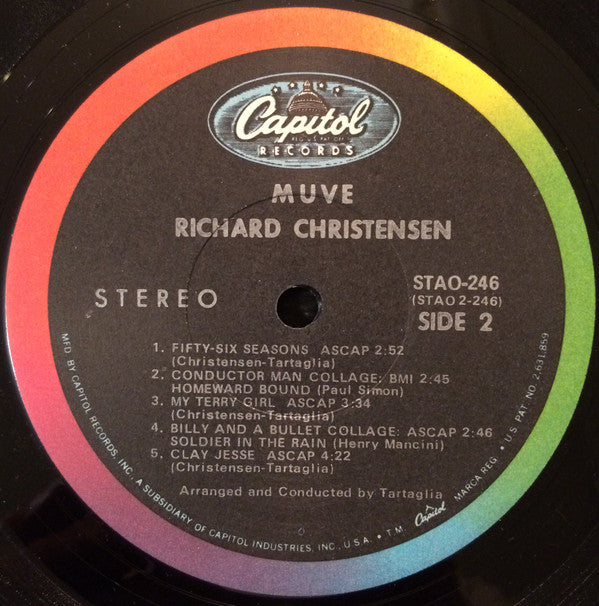 Capitol
REG. U.S. PAT. OFF.
RECORDS
MUVE
RICHARD CHRISTENSEN
STEREO
STAO-246
(STAO 2-246)
SIDE 2
1. FIFTY-SIX SEASONS ASCAP 2:52
(Christensen-Tartaglia)
2. CONDUCTOR MAN COLLAGE: BMI 2:45
HOMEWARD BOUND (Paul Simon)
3. MY TERRY GIRL ASCAP 3:34
(Christensen-Tartaglia)
4. BILLY AND A BULLET COLLAGE: ASCAP 2:46
SOLDIER IN THE RAIN (Henry Mancini)
5. CLAY JESSE ASCAP 4:22
(Christensen-Tartaglia)
Arranged and Conducted by Tartaglia
MFD. BY CAPITOL RECORDS, INC., A SUBSIDIARY OF CAPITOL INDUSTRIES, INC., U.S.A. • T.M. Capitol MARCA REG. • U.S. PAT. NO. 2,631,859